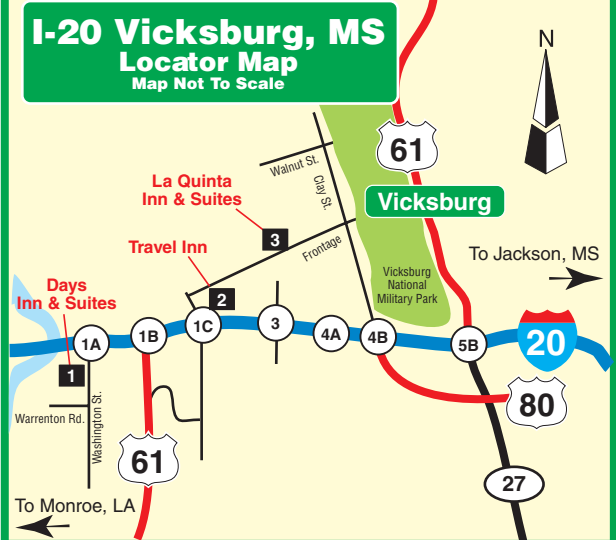 I-20 Vicksburg, MS
Locator Map
Map Not To Scale
N
61
Walnut St.
Clay St.
La Quinta
Inn & Suites
Vicksburg
3
Frontage
Travel Inn
To Jackson, MS
Vicksburg
National
Military Park
Days
Inn & Suites
2
1A
1B
1C
3
4A
4B
5B
20
1
80
Warrenton Rd.
Washington St.
61
27
To Monroe, LA